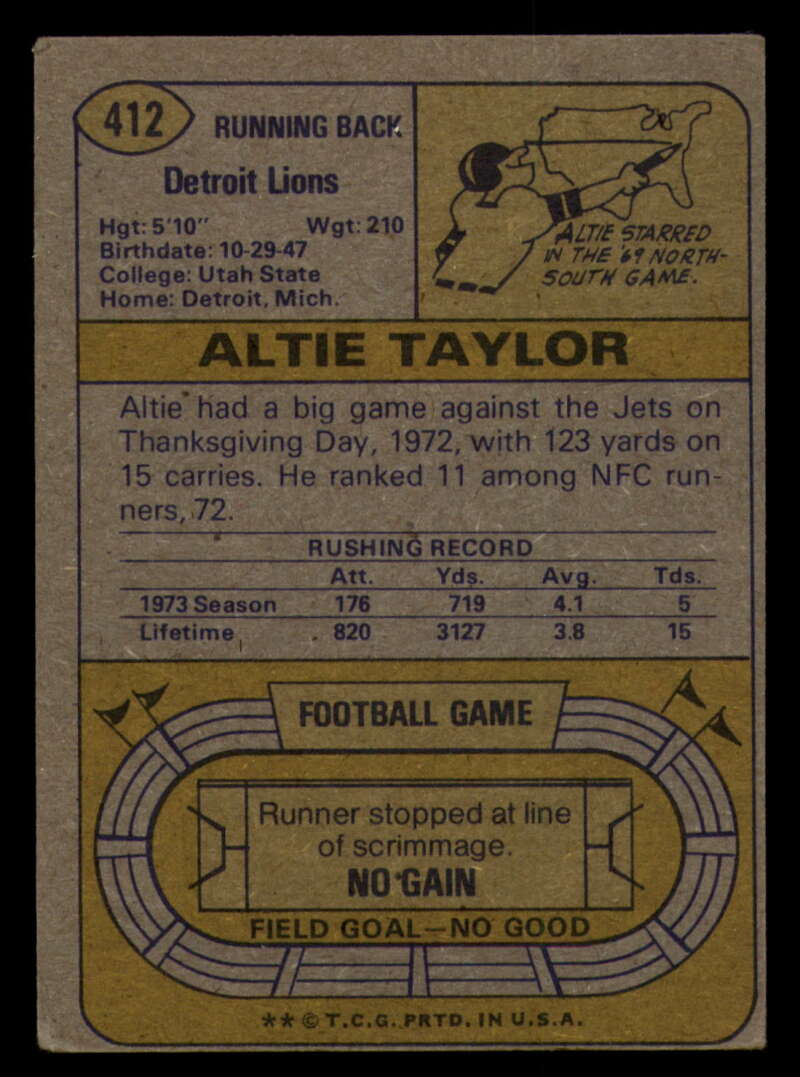 412
RUNNING BACK
Detroit Lions
Hgt: 5'10" Wgt: 210
Birthdate: 10-29-47
College: Utah State
Home: Detroit, Mich.
ALTIE STARRED
IN THE '69 NORTH-
SOUTH GAME.
ALTIE TAYLOR
Altie had a big game against the Jets on
Thanksgiving Day, 1972, with 123 yards on
15 carries. He ranked 11 among NFC run-
ners, 72.
RUSHING RECORD
Att. Yds. Avg. Tds.
1973 Season 176 719 4.1 5
Lifetime 820 3127 3.8 15
FOOTBALL GAME
Runner stopped at line
of scrimmage.
NO GAIN
FIELD GOAL—NO GOOD
** © T.C.G. PRTD. IN U.S.A.